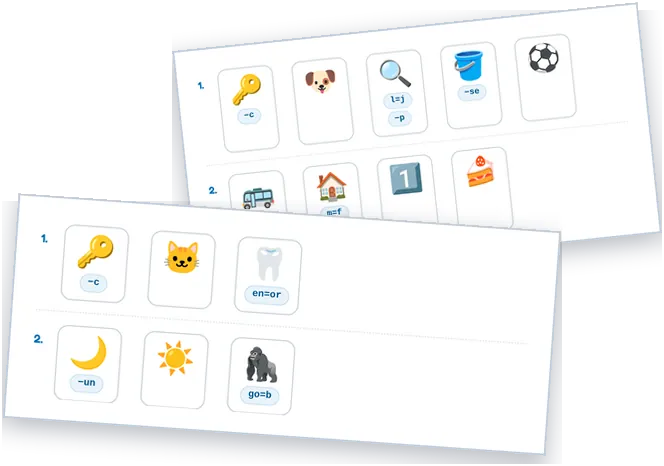 1.
-c
l=j
-p
-se
2.
m=f
1
1.
-c
en=or
2.
-un
go=b